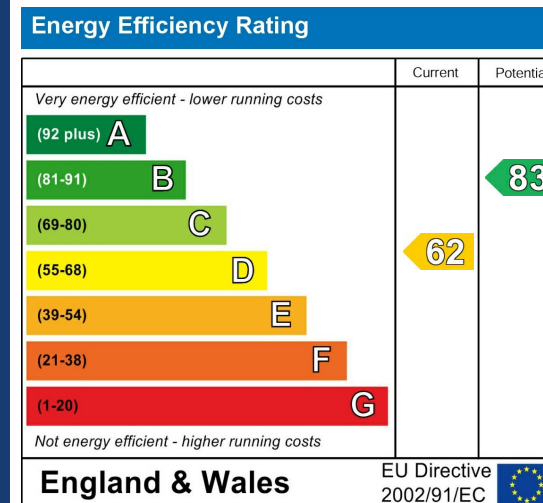 Energy Efficiency Rating
Current Potentia
Very energy efficient - lower running costs
(92 plus) A
(81-91) B
83
(69-80) C
62
(55-68) D
(39-54) E
(21-38) F
(1-20) G
Not energy efficient - higher running costs
England & Wales
EU Directive
2002/91/EC